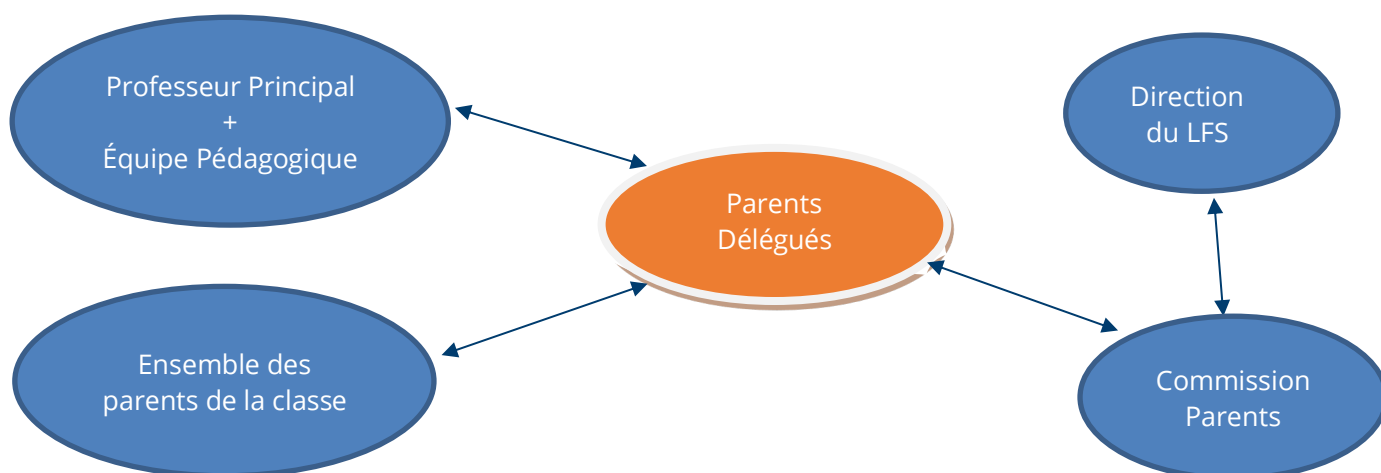 Professeur Principal
+
Équipe Pédagogique
Direction
du LFS
Parents
Délégués
Ensemble des
parents de la classe
Commission
Parents